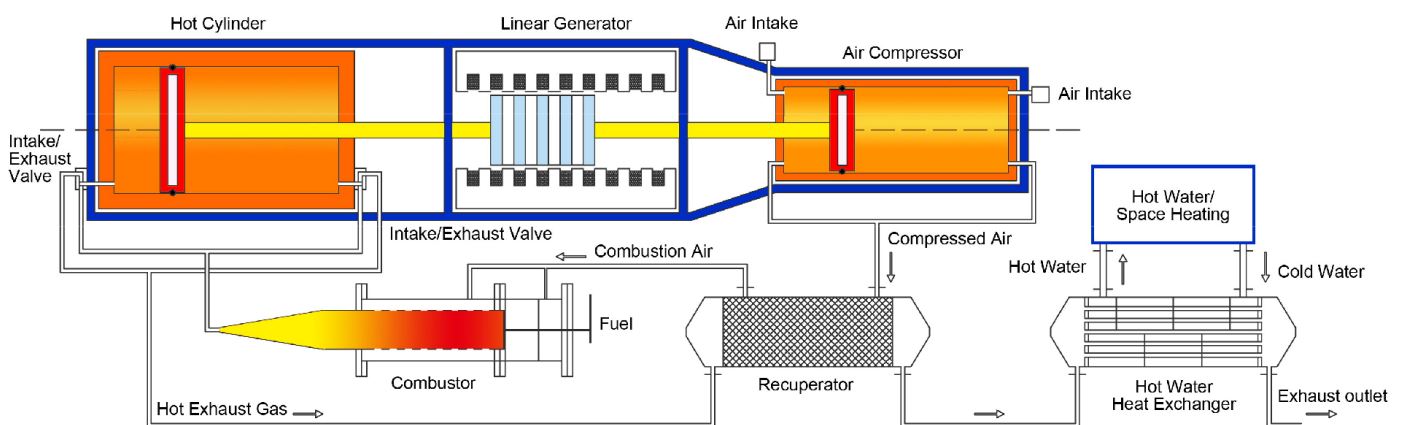 Hot Cylinder
Linear Generator
Air Intake
Air Compressor
Air Intake
Intake/
Exhaust
Valve
Hot Water/
Space Heating
Intake/Exhaust Valve
Combustion Air
Compressed Air
Hot Water
Cold Water
Fuel
Combustor
Recuperator
Hot Water
Heat Exchanger
Hot Exhaust Gas
Exhaust outlet